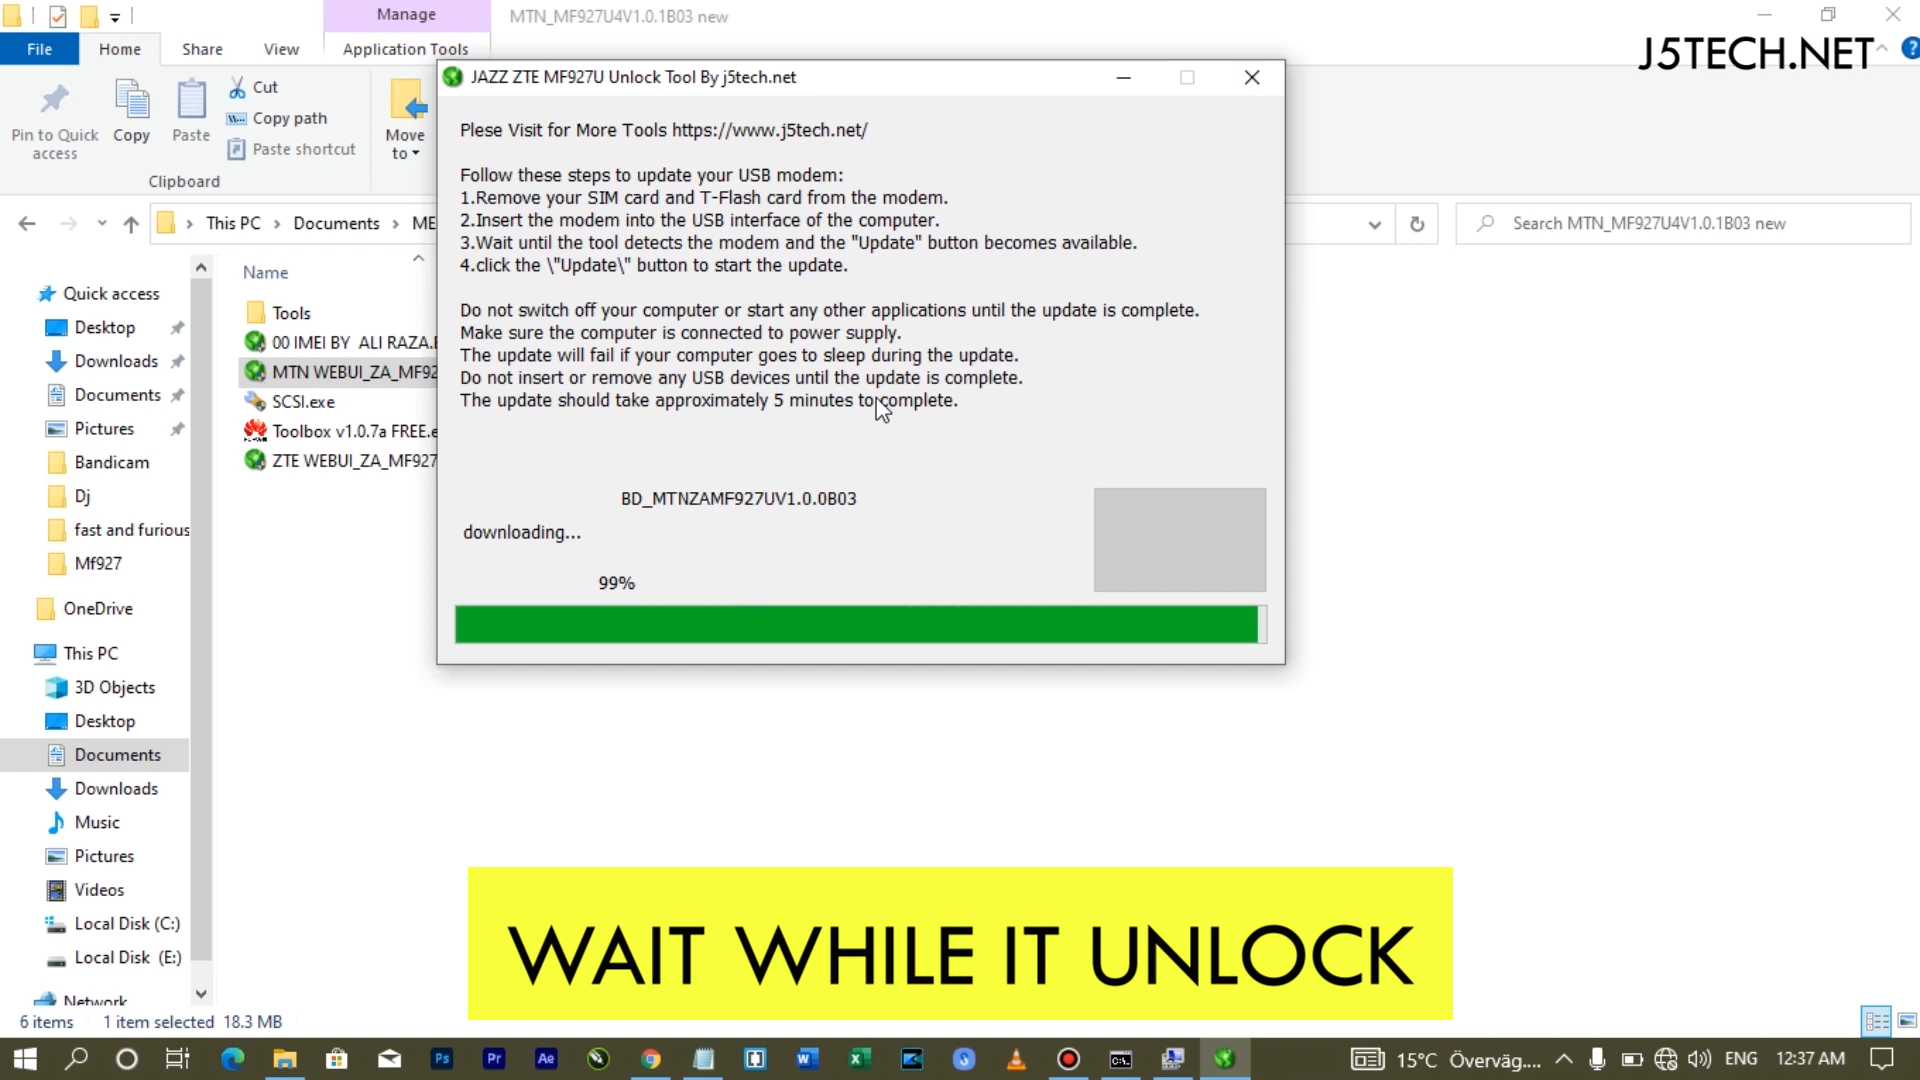 Manage
MTN_MF927U4V1.0.1B03 new
File
Home
Share
View
Application Tools
J5TECH.NET
Pin to Quick
access
Copy
Paste
Cut
Copy path
Paste shortcut
Move
to
Clipboard
This PC
Documents
ME
Search MTN_MF927U4V1.0.1B03 new
Quick access
Desktop
Downloads
Documents
Pictures
Bandicam
Dj
fast and furious
Mf927
OneDrive
This PC
3D Objects
Desktop
Documents
Downloads
Music
Pictures
Videos
Local Disk (C:)
Local Disk (E:)
Network
Name
Tools
00 IMEI BY ALI RAZA.E
MTN WEBUI_ZA_MF92
SCSI.exe
Toolbox v1.0.7a FREE.e
ZTE WEBUI_ZA_MF927
JAZZ ZTE MF927U Unlock Tool By j5tech.net
Plese Visit for More Tools https://www.j5tech.net/
Follow these steps to update your USB modem:
1.Remove your SIM card and T-Flash card from the modem.
2.Insert the modem into the USB interface of the computer.
3.Wait until the tool detects the modem and the "Update" button becomes available.
4.click the \"Update\" button to start the update.
Do not switch off your computer or start any other applications until the update is complete.
Make sure the computer is connected to power supply.
The update will fail if your computer goes to sleep during the update.
Do not insert or remove any USB devices until the update is complete.
The update should take approximately 5 minutes to complete.
BD_MTNZAMF927UV1.0.0B03
downloading...
99%
WAIT WHILE IT UNLOCK
6 items
1 item selected 18.3 MB
Ps
Pr
Ae
15°C Överväg....
ENG
12:37 AM